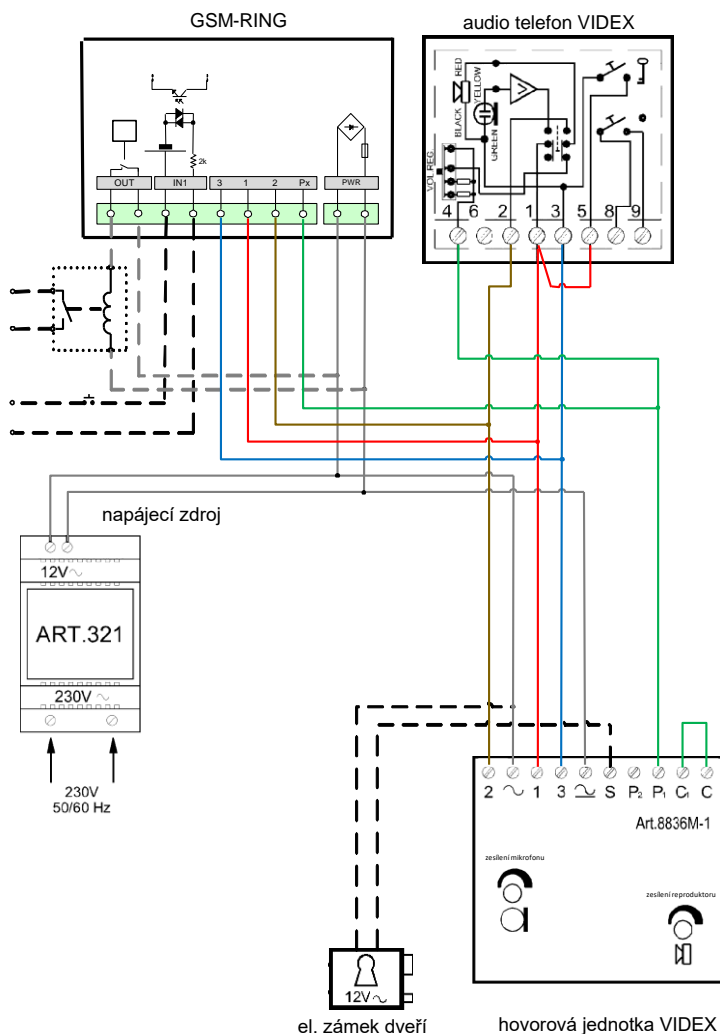 GSM-RING
audio telefon VIDEX
RED
YELLOW
BLACK
GREEN
VOL.REG.
2k
OUT IN1 3 1 2 Px PWR
4 6 2 1 3 5 8 9
napájecí zdroj
12V
ART.321
230V
230V
50/60 Hz
2 1 3 S P2 P1 C1 C
Art.8836M-1
zesílení mikrofonu
zesílení reproduktoru
12V
el. zámek dveří
hovorová jednotka VIDEX